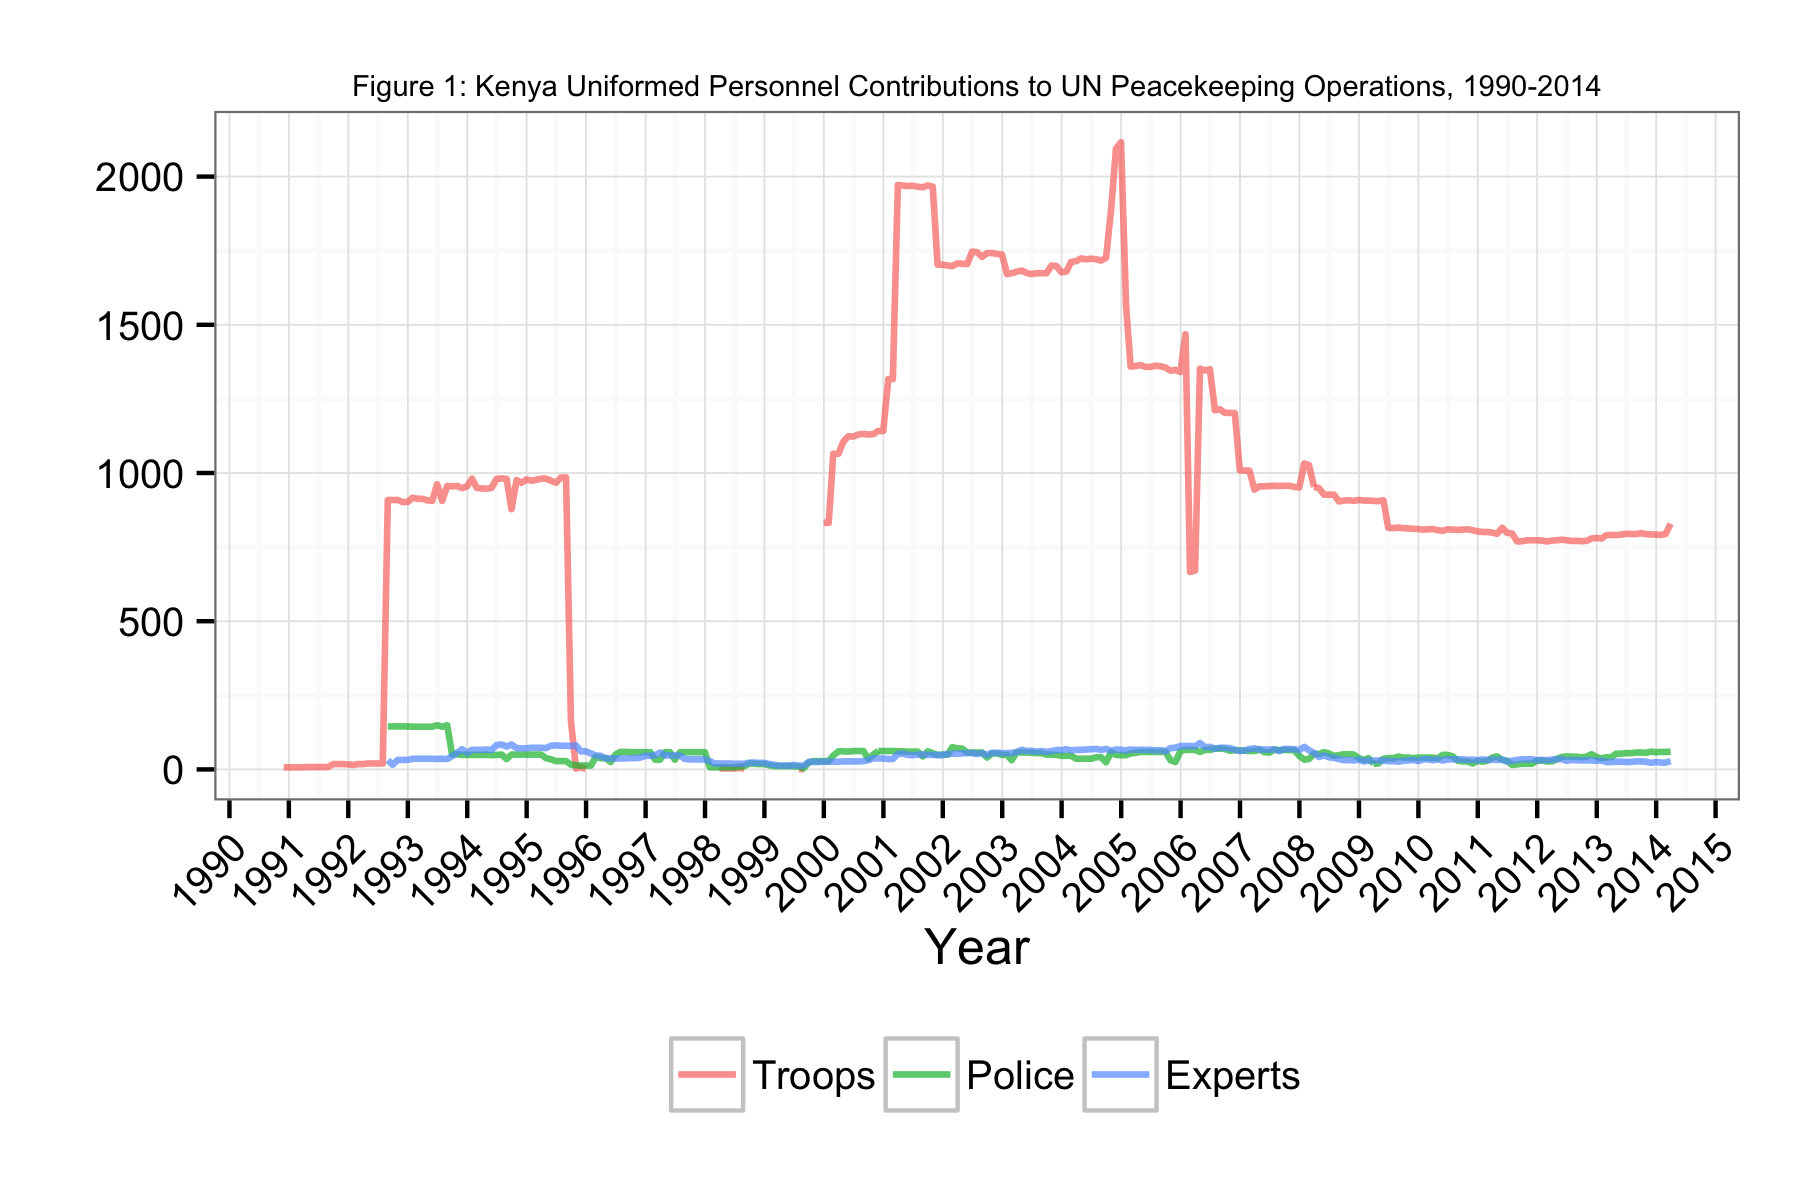 Figure 1: Kenya Uniformed Personnel Contributions to UN Peacekeeping Operations, 1990-2014
2000
1500
1000
500
0
1990 1991 1992 1993 1994 1995 1996 1997 1998 1999 2000 2001 2002 2003 2004 2005 2006 2007 2008 2009 2010 2011 2012 2013 2014 2015
Year
Troops Police Experts